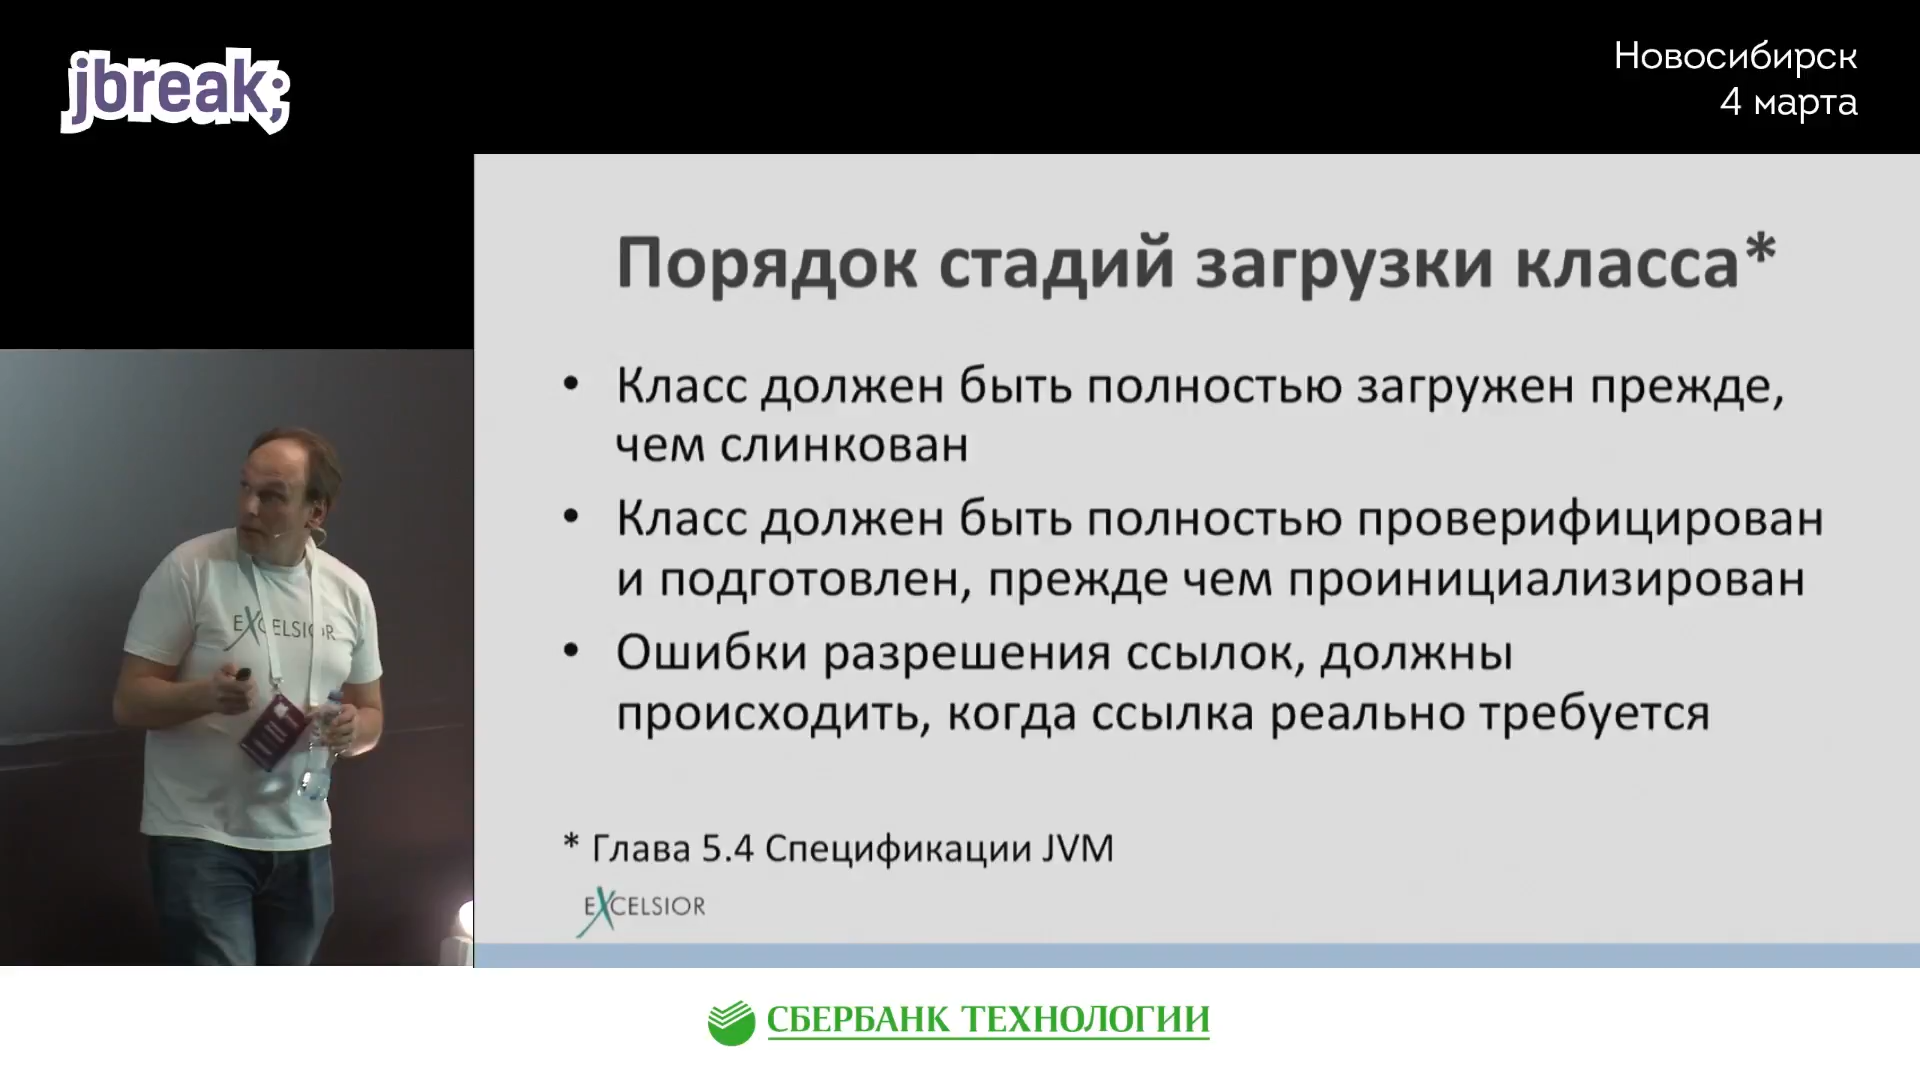 jbreak;
Новосибирск
4 марта
Порядок стадий загрузки класса*
• Класс должен быть полностью загружен прежде,
чем слинкован
• Класс должен быть полностью проверифицирован
и подготовлен, прежде чем проинициализирован
• Ошибки разрешения ссылок, должны
происходить, когда ссылка реально требуется
* Глава 5.4 Спецификации JVM
EXCELSIOR
EXCELSIOR
СБЕРБАНК ТЕХНОЛОГИИ